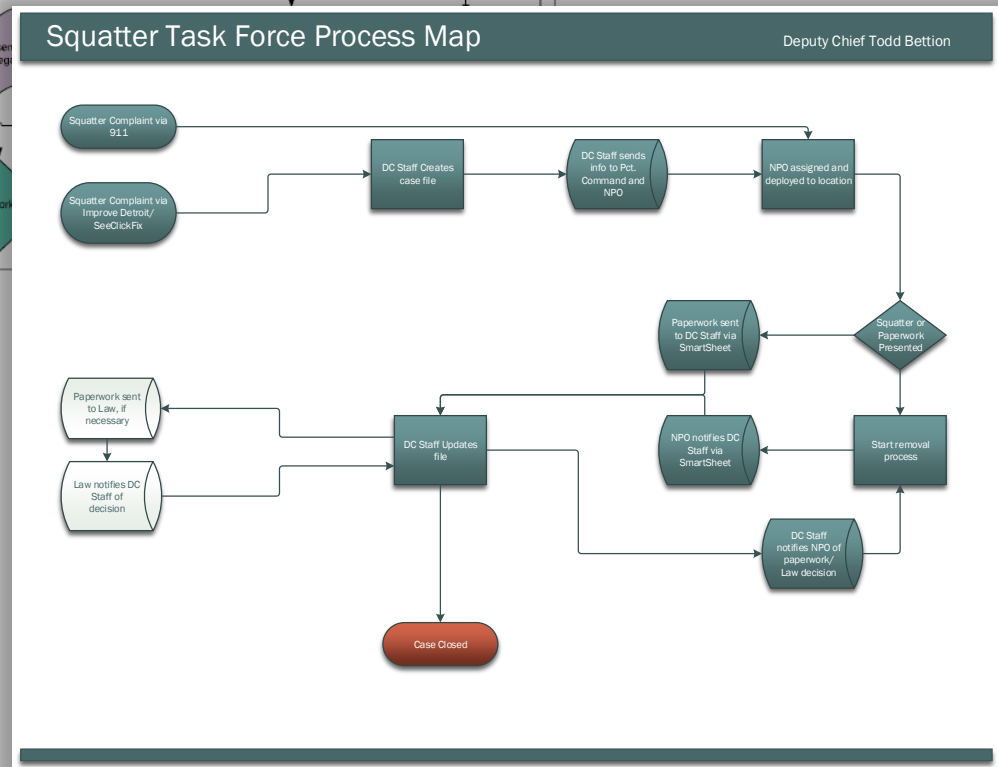 Squatter Task Force Process Map
Deputy Chief Todd Bettion
Squatter Complaint via
911
DC Staff Creates
case file
DC Staff sends
info to Pct.
Command and
NPO
NPO assigned and
deployed to location
Squatter Complaint via
Improve Detroit/
SeeClickFix
Paperwork sent
to DC Staff via
SmartSheet
Squatter or
Paperwork
Presented
Paperwork sent
to Law, if
necessary
DC Staff Updates
file
NPO notifies DC
Staff via
SmartSheet
Start removal
process
Law notifies DC
Staff of
decision
DC Staff
notifies NPO of
paperwork/
Law decision
Case Closed